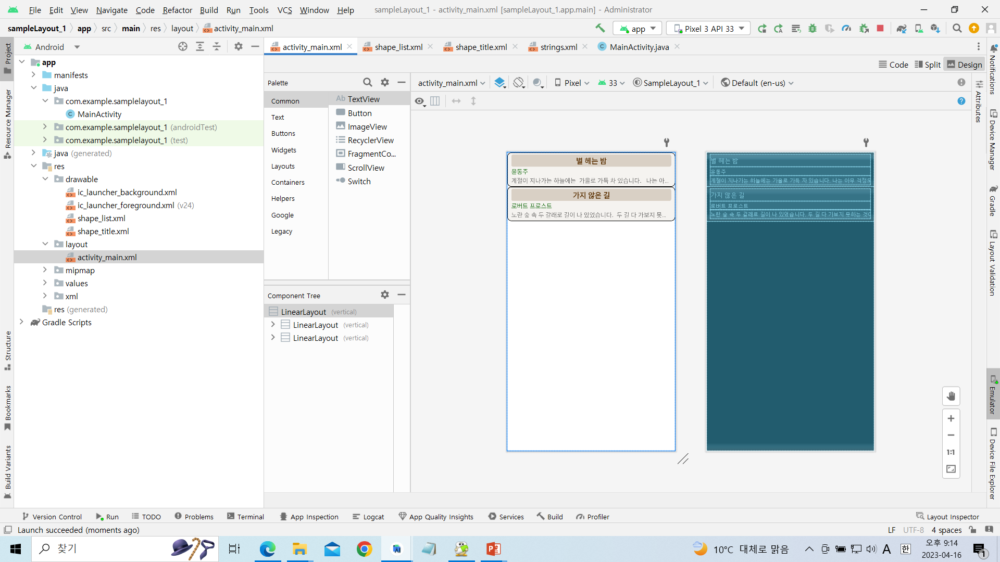 File Edit View Navigate Code Refactor Build Run Tools VCS Window Help sampleLayout_1 - activity_main.xml [sampleLayout_1.app.main] - Administrator
sampleLayout_1 app src main res layout activity_main.xml app Pixel 3 API 33
Project
Resource Manager
Structure
Bookmarks
Build Variants
Android
app
manifests
java
com.example.samplelayout_1
MainActivity
com.example.samplelayout_1 (androidTest)
com.example.samplelayout_1 (test)
java (generated)
res
drawable
ic_launcher_background.xml
ic_launcher_foreground.xml (v24)
shape_list.xml
shape_title.xml
layout
activity_main.xml
mipmap
values
xml
res (generated)
Gradle Scripts
activity_main.xml shape_list.xml shape_title.xml strings.xml MainActivity.java
Code Split Design
Palette
Common
Text
Buttons
Widgets
Layouts
Containers
Helpers
Google
Legacy
Ab TextView
Button
ImageView
RecyclerView
FragmentCo...
ScrollView
Switch
Component Tree
LinearLayout (vertical)
LinearLayout (vertical)
LinearLayout (vertical)
activity_main.xml Pixel 33 SampleLayout_1 Default (en-us)
별 헤는 밤
윤동주
계절이 지나가는 하늘에는 가을로 가득 차 있습니다. 나는 아...
가지 않은 길
로버트 프로스트
노란 숲 속 두 갈래로 길이 나 있었습니다. 두 길 다 가보지 못...
별 헤는 밤
윤동주
계절이 지나가는 하늘에는 가을로 가득 차 있습니다. 나는 아무 걱정도
가지 않은 길
로버트 프로스트
노란 숲 속 두 갈래로 길이 나 있었습니다. 두 길 다 가보지 못하는 것이
1:1
Notifications
Attributes
Device Manager
Gradle
Layout Validation
Emulator
Device File Explorer
Version Control Run TODO Problems Terminal App Inspection Logcat App Quality Insights Services Build Profiler Layout Inspector
Launch succeeded (moments ago) LF UTF-8 4 spaces
찾기 10°C 대체로 맑음 A 한 오후 9:14
2023-04-16 1